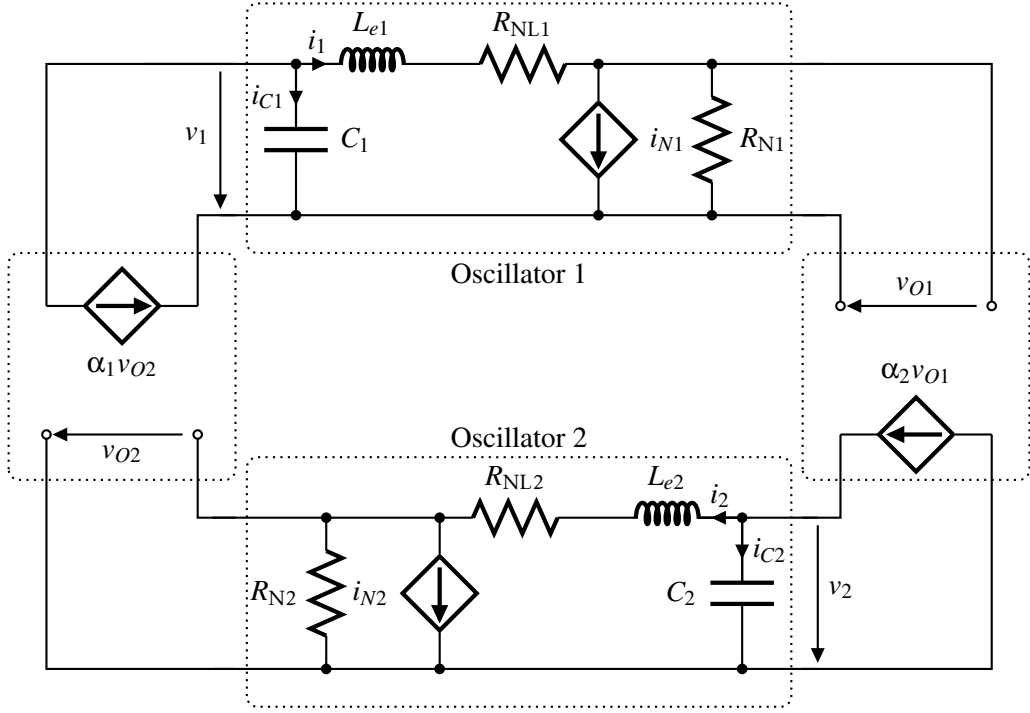 i1
Le1
RNL1
iC1
v1
C1
iN1
RN1
Oscillator 1
vO1
α1vO2
α2vO1
vO2
Oscillator 2
RNL2
Le2
i2
iC2
RN2
iN2
C2
v2